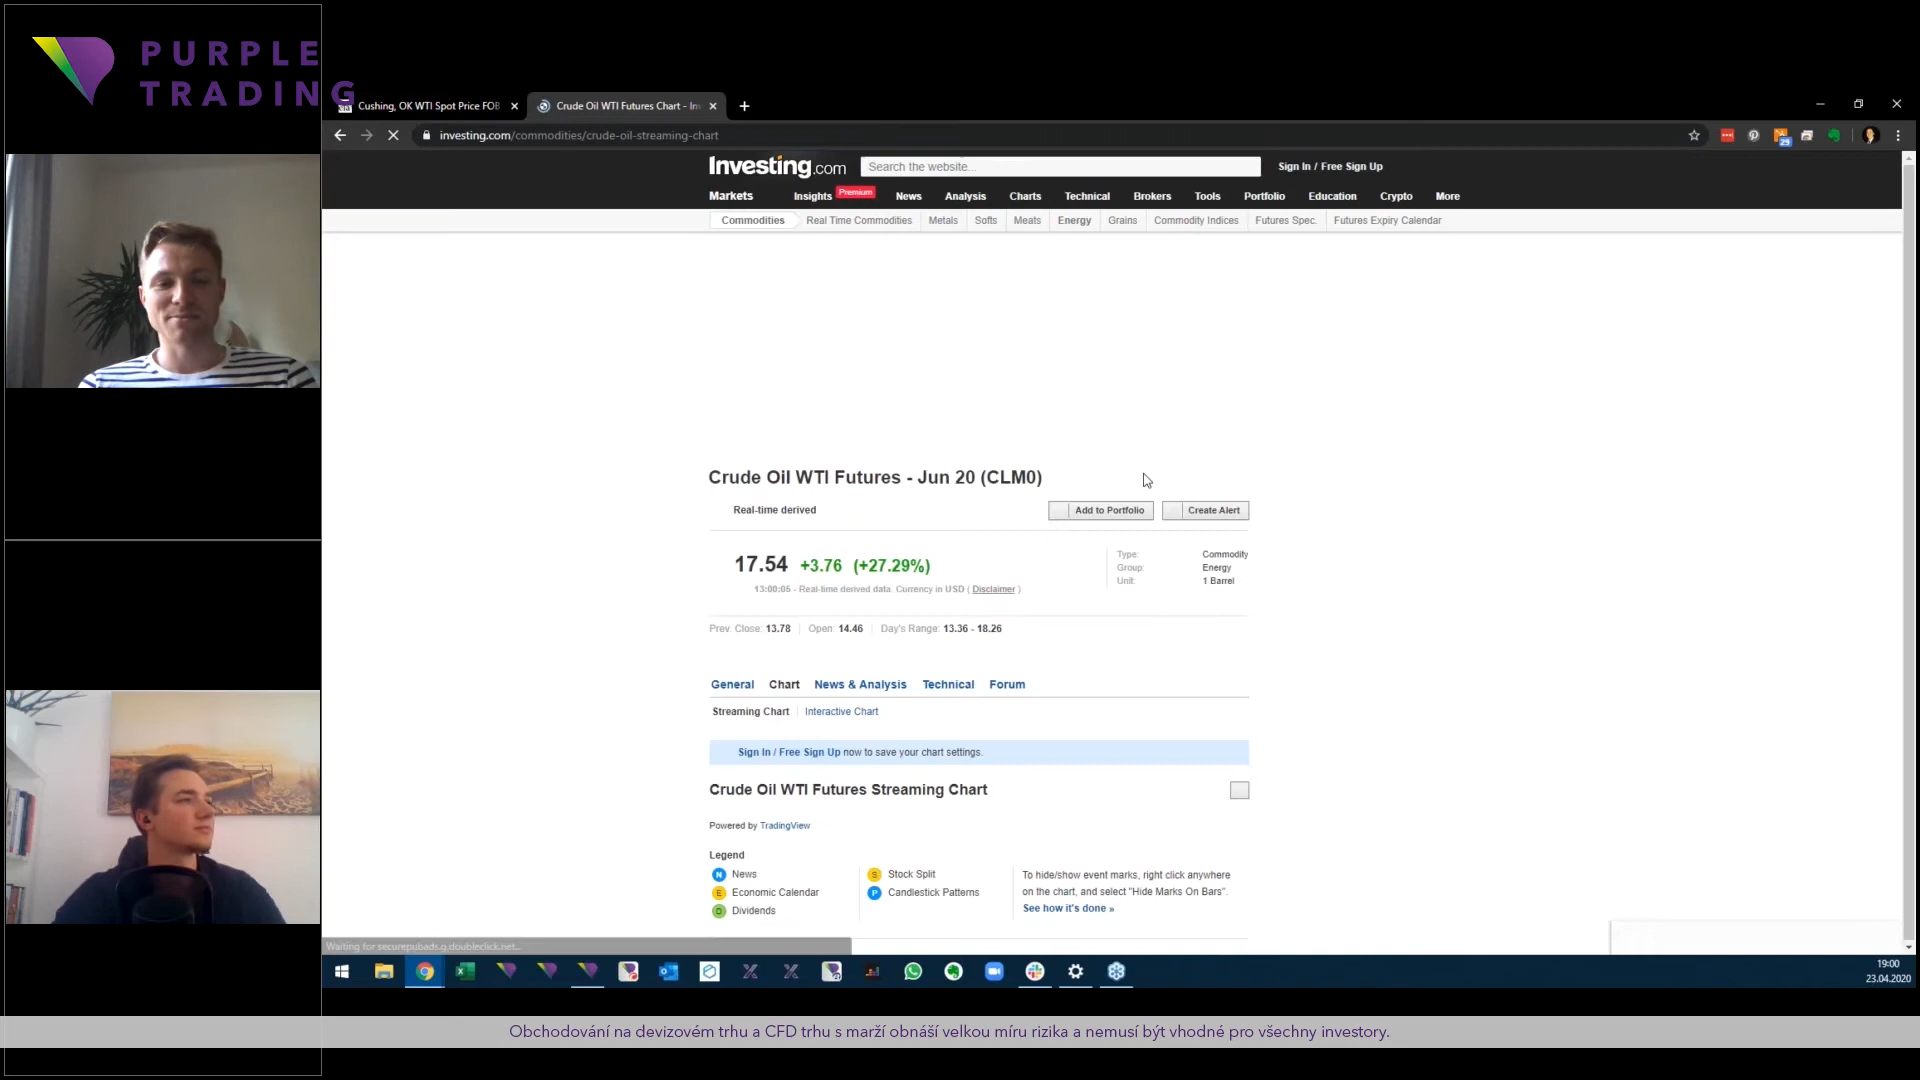 PURPLE
TRADING
Cushing, OK WTI Spot Price FOB
Crude Oil WTI Futures Chart - In
investing.com/commodities/crude-oil-streaming-chart
29
Investing.com
Search the website...
Sign In / Free Sign Up
Markets
Insights
Premium
News
Analysis
Charts
Technical
Brokers
Tools
Portfolio
Education
Crypto
More
Commodities
Real Time Commodities
Metals
Softs
Meats
Energy
Grains
Commodity Indices
Futures Spec.
Futures Expiry Calendar
Crude Oil WTI Futures - Jun 20 (CLM0)
Real-time derived
Add to Portfolio
Create Alert
17.54 +3.76 (+27.29%)
13:00:05 - Real-time derived data. Currency in USD ( Disclaimer )
Type: Commodity
Group: Energy
Unit: 1 Barrel
Prev. Close: 13.78 Open: 14.46 Day's Range: 13.36 - 18.26
General Chart News & Analysis Technical Forum
Streaming Chart Interactive Chart
Sign In / Free Sign Up now to save your chart settings.
Crude Oil WTI Futures Streaming Chart
Powered by TradingView
Legend
N News
E Economic Calendar
D Dividends
S Stock Split
P Candlestick Patterns
To hide/show event marks, right click anywhere
on the chart, and select "Hide Marks On Bars".
See how it's done »
Waiting for securepubads.g.doubleclick.net...
19:00
23.04.2020
Obchodování na devizovém trhu a CFD trhu s marží obnáší velkou míru rizika a nemusí být vhodné pro všechny investory.